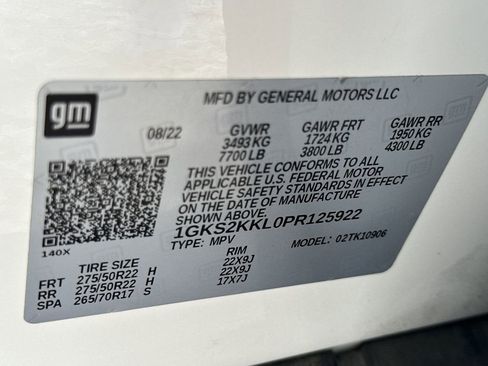 gm
MFD BY GENERAL MOTORS LLC
08/22 GVWR GAWR FRT GAWR RR
3493 KG 1724 KG 1950 KG
7700 LB 3800 LB 4300 LB
THIS VEHICLE CONFORMS TO ALL
APPLICABLE U.S. FEDERAL MOTOR
VEHICLE SAFETY STANDARDS IN EFFECT
ON THE DATE OF MANUFACTURE
SHOWN ABOVE.
1GKS2KKL0PR125922
TYPE: MPV MODEL: 02TK10906
140X
TIRE SIZE RIM
FRT 275/50R22 H 22X9J
RR 275/50R22 H 22X9J
SPA 265/70R17 S 17X7J